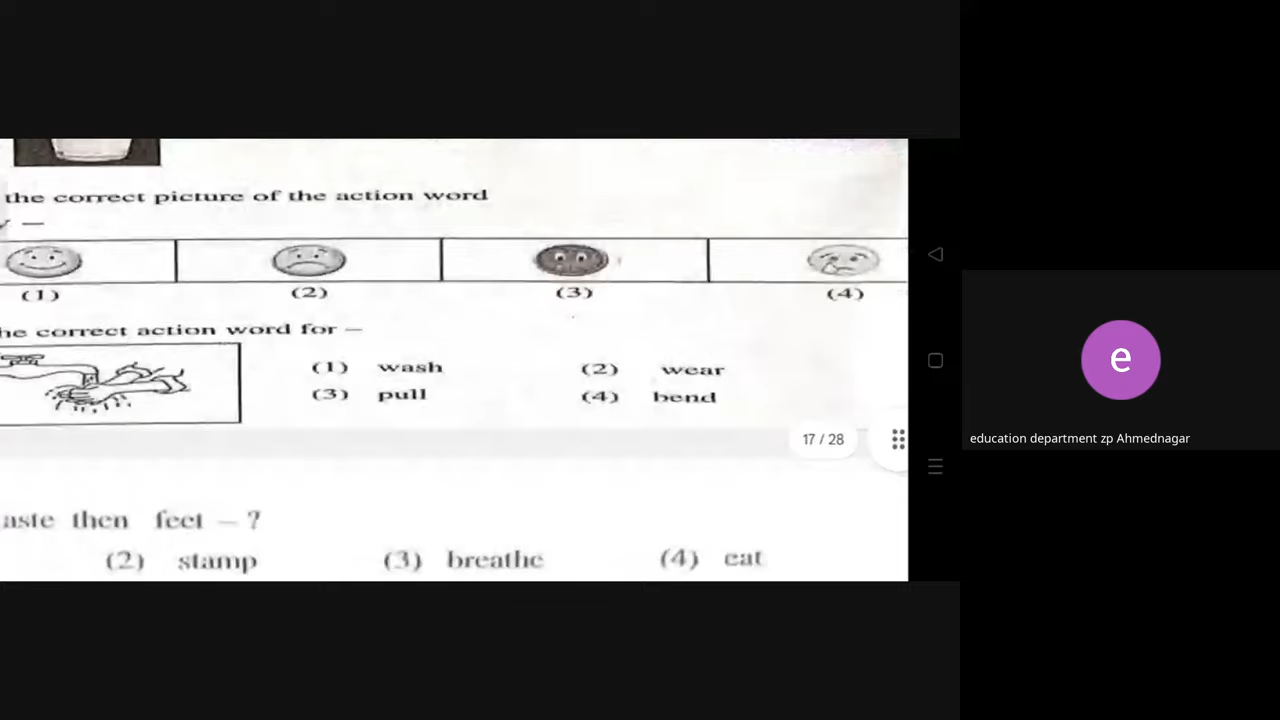 the correct picture of the action word
y —
(1) (2) (3) (4)
he correct action word for —
(1) wash (2) wear
(3) pull (4) bend
17 / 28
aste then feet – ?
(2) stamp (3) breathe (4) eat
e
education department zp Ahmednagar